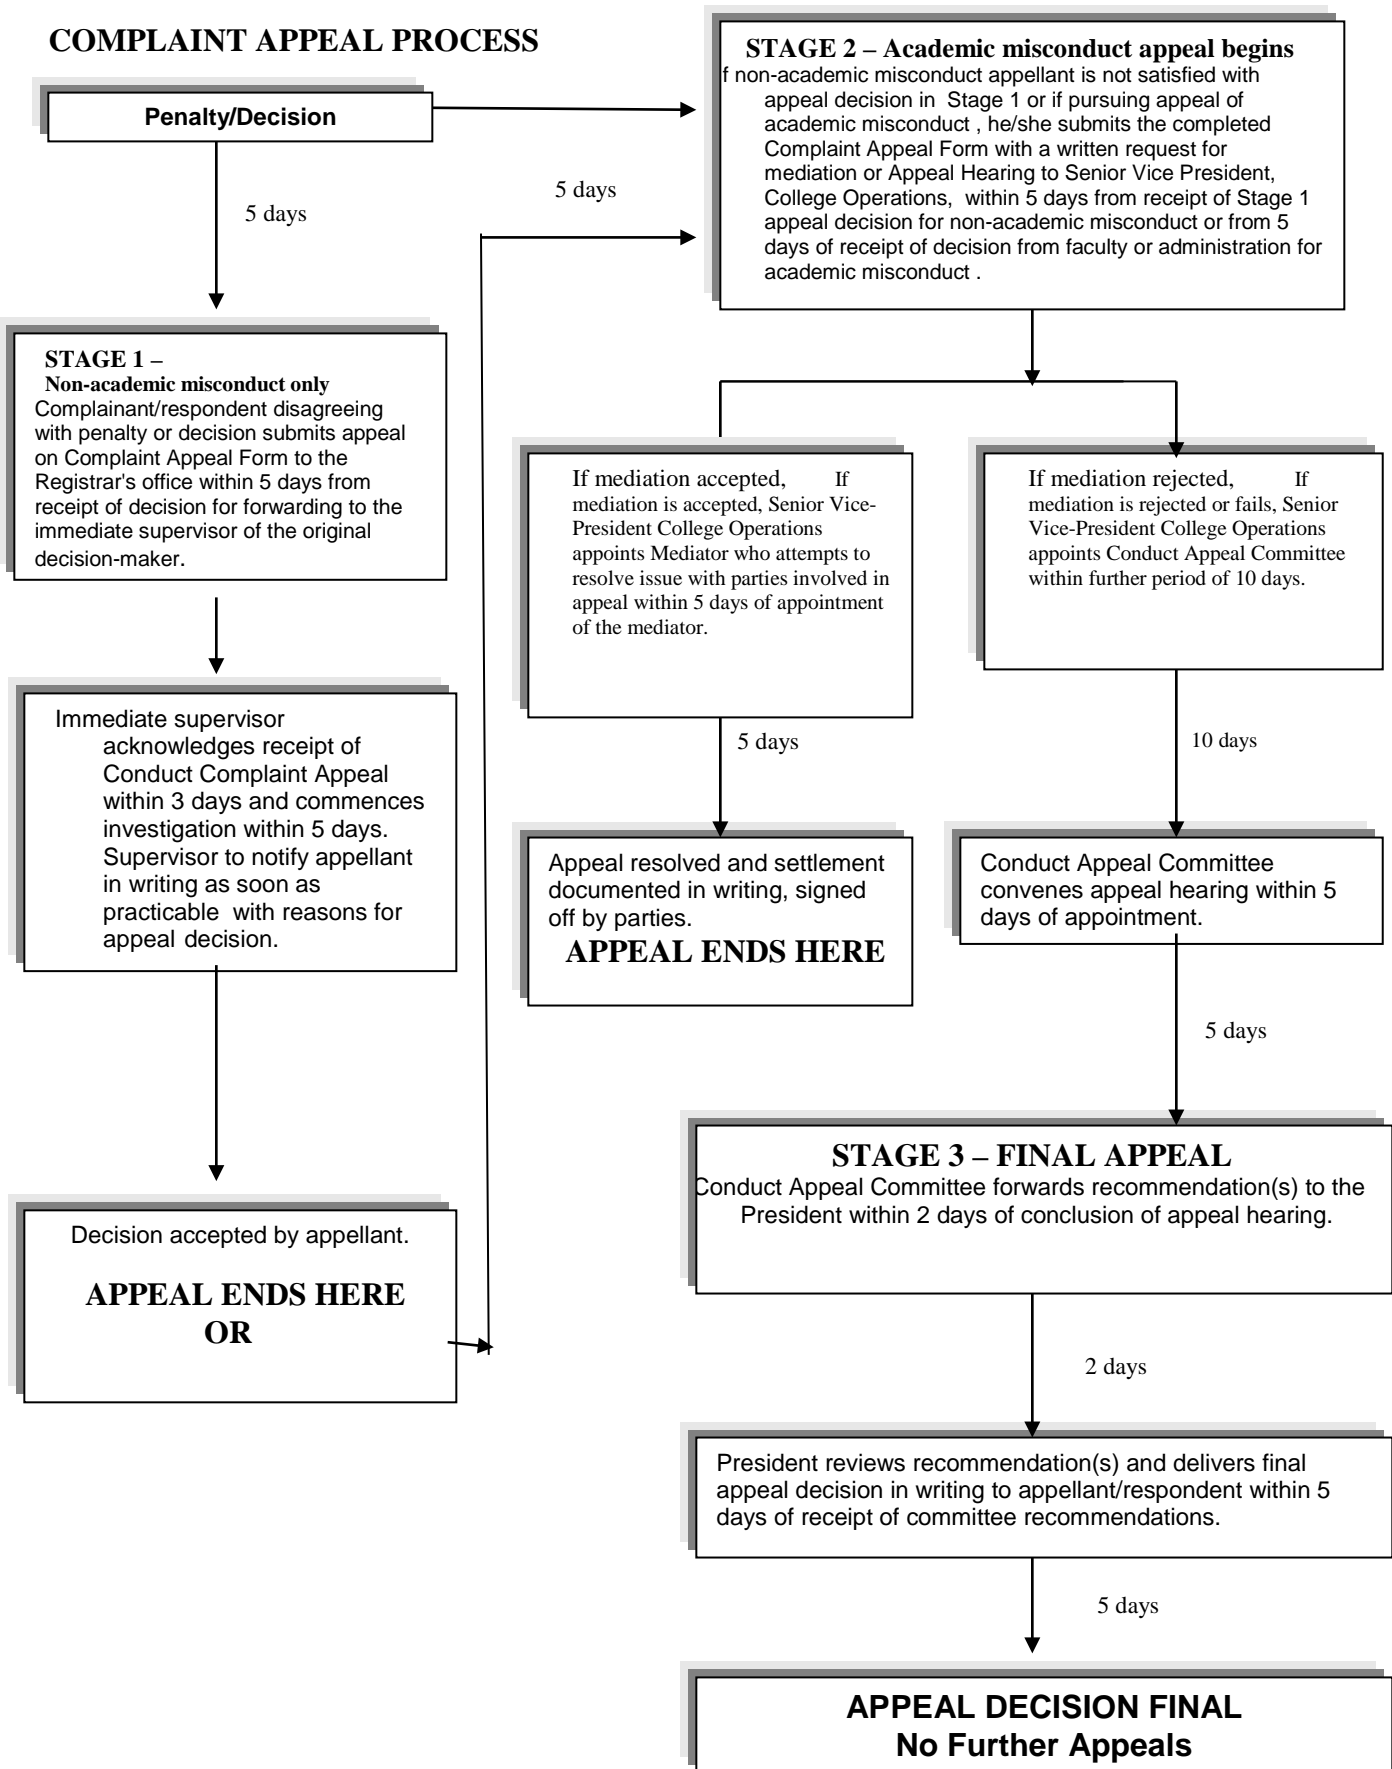 COMPLAINT APPEAL PROCESS
Penalty/Decision
5 days
5 days
STAGE 1 –
Non-academic misconduct only
Complainant/respondent disagreeing
with penalty or decision submits appeal
on Complaint Appeal Form to the
Registrar's office within 5 days from
receipt of decision for forwarding to the
immediate supervisor of the original
decision-maker.
Immediate supervisor
acknowledges receipt of
Conduct Complaint Appeal
within 3 days and commences
investigation within 5 days.
Supervisor to notify appellant
in writing as soon as
practicable with reasons for
appeal decision.
Decision accepted by appellant.
APPEAL ENDS HERE
OR
STAGE 2 – Academic misconduct appeal begins
f non-academic misconduct appellant is not satisfied with
appeal decision in Stage 1 or if pursuing appeal of
academic misconduct , he/she submits the completed
Complaint Appeal Form with a written request for
mediation or Appeal Hearing to Senior Vice President,
College Operations, within 5 days from receipt of Stage 1
appeal decision for non-academic misconduct or from 5
days of receipt of decision from faculty or administration for
academic misconduct .
If mediation accepted, If
mediation is accepted, Senior Vice-
President College Operations
appoints Mediator who attempts to
resolve issue with parties involved in
appeal within 5 days of appointment
of the mediator.
5 days
Appeal resolved and settlement
documented in writing, signed
off by parties.
APPEAL ENDS HERE
If mediation rejected, If
mediation is rejected or fails, Senior
Vice-President College Operations
appoints Conduct Appeal Committee
within further period of 10 days.
10 days
Conduct Appeal Committee
convenes appeal hearing within 5
days of appointment.
5 days
STAGE 3 – FINAL APPEAL
Conduct Appeal Committee forwards recommendation(s) to the
President within 2 days of conclusion of appeal hearing.
2 days
President reviews recommendation(s) and delivers final
appeal decision in writing to appellant/respondent within 5
days of receipt of committee recommendations.
5 days
APPEAL DECISION FINAL
No Further Appeals